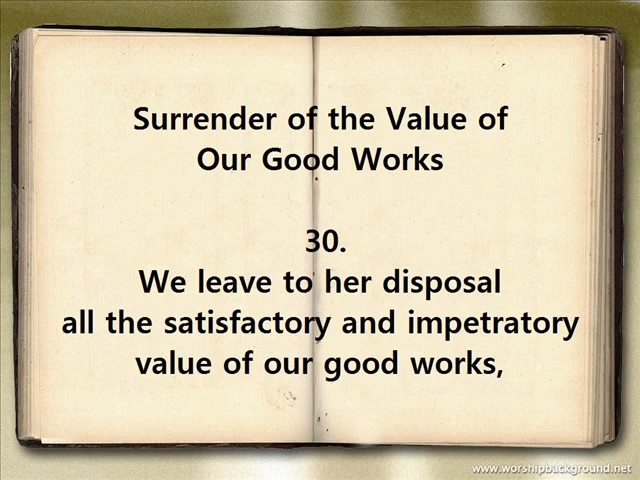 Surrender of the Value of
Our Good Works
30.
We leave to her disposal
all the satisfactory and impetratory
value of our good works,
www.worshipbackground.net